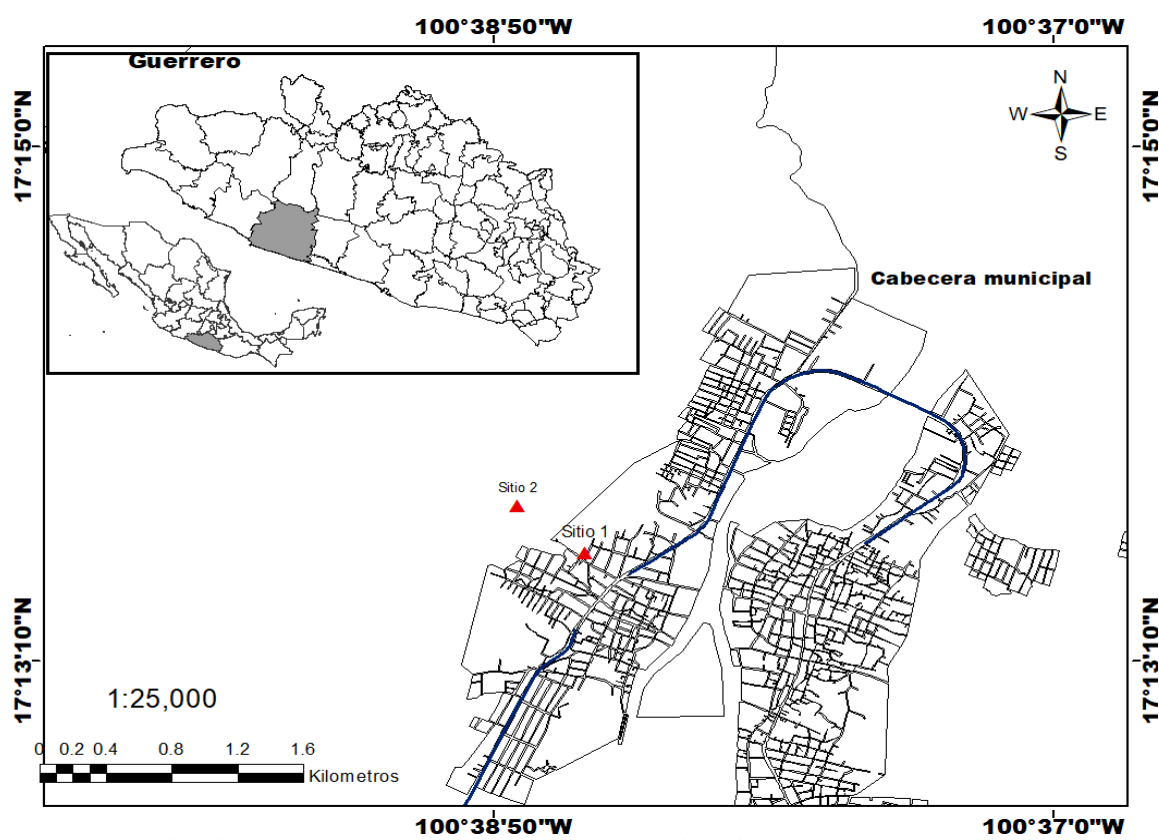 100°38'50"W 100°37'0"W
Guerrero
N
W E
S
17°15'0"N 17°15'0"N
Cabecera municipal
Sitio 2
Sitio 1
17°13'10"N 17°13'10"N
1:25,000
0 0.2 0.4 0.8 1.2 1.6
Kilometros
100°38'50"W 100°37'0"W